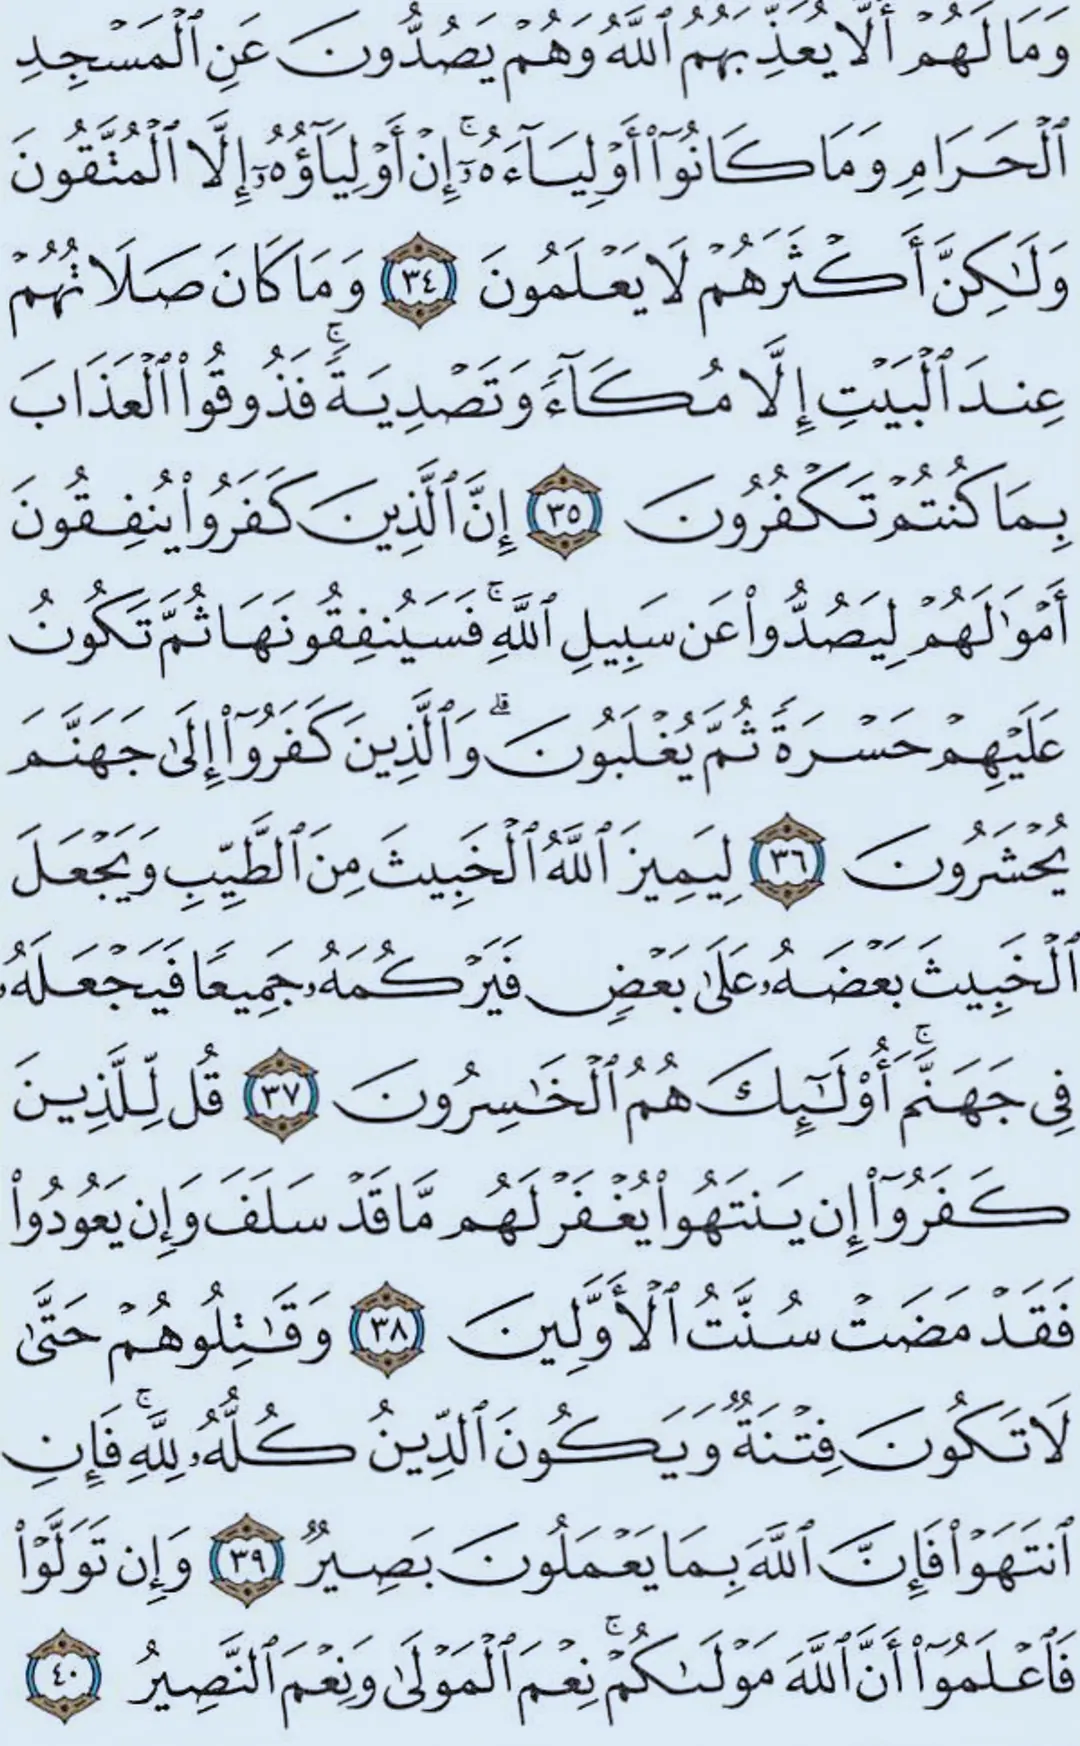 وَمَا لَهُمْ أَلَّا يُعَذِّبَهُمُ ٱللَّهُ وَهُمْ يَصُدُّونَ عَنِ ٱلْمَسْجِدِ
ٱلْحَرَامِ وَمَا كَانُوٓا۟ أَوْلِيَآءَهُۥٓ ۚ إِنْ أَوْلِيَآؤُهُۥٓ إِلَّا ٱلْمُتَّقُونَ
وَلَٰكِنَّ أَكْثَرَهُمْ لَا يَعْلَمُونَ ٣٤ وَمَا كَانَ صَلَاتُهُمْ
عِندَ ٱلْبَيْتِ إِلَّا مُكَآءً وَتَصْدِيَةً ۚ فَذُوقُوا۟ ٱلْعَذَابَ
بِمَا كُنتُمْ تَكْفُرُونَ ٣٥ إِنَّ ٱلَّذِينَ كَفَرُوا۟ يُنفِقُونَ
أَمْوَٰلَهُمْ لِيَصُدُّوا۟ عَن سَبِيلِ ٱللَّهِ ۚ فَسَيُنفِقُونَهَا ثُمَّ تَكُونُ
عَلَيْهِمْ حَسْرَةً ثُمَّ يُغْلَبُونَ ۗ وَٱلَّذِينَ كَفَرُوٓا۟ إِلَىٰ جَهَنَّمَ
يُحْشَرُونَ ٣٦ لِيَمِيزَ ٱللَّهُ ٱلْخَبِيثَ مِنَ ٱلطَّيِّبِ وَيَجْعَلَ
ٱلْخَبِيثَ بَعْضَهُۥ عَلَىٰ بَعْضٍ فَيَرْكُمَهُۥ جَمِيعًا فَيَجْعَلَهُۥ
فِى جَهَنَّمَ ۚ أُو۟لَٰٓئِكَ هُمُ ٱلْخَٰسِرُونَ ٣٧ قُل لِّلَّذِينَ
كَفَرُوٓا۟ إِن يَنتَهُوا۟ يُغْفَرْ لَهُم مَّا قَدْ سَلَفَ وَإِن يَعُودُوا۟
فَقَدْ مَضَتْ سُنَّتُ ٱلْأَوَّلِينَ ٣٨ وَقَٰتِلُوهُمْ حَتَّىٰ
لَا تَكُونَ فِتْنَةٌ وَيَكُونَ ٱلدِّينُ كُلُّهُۥ لِلَّهِ ۚ فَإِنِ
ٱنتَهَوْا۟ فَإِنَّ ٱللَّهَ بِمَا يَعْمَلُونَ بَصِيرٌ ٣٩ وَإِن تَوَلَّوْا۟
فَٱعْلَمُوٓا۟ أَنَّ ٱللَّهَ مَوْلَىٰكُمْ ۚ نِعْمَ ٱلْمَوْلَىٰ وَنِعْمَ ٱلنَّصِيرُ ٤٠